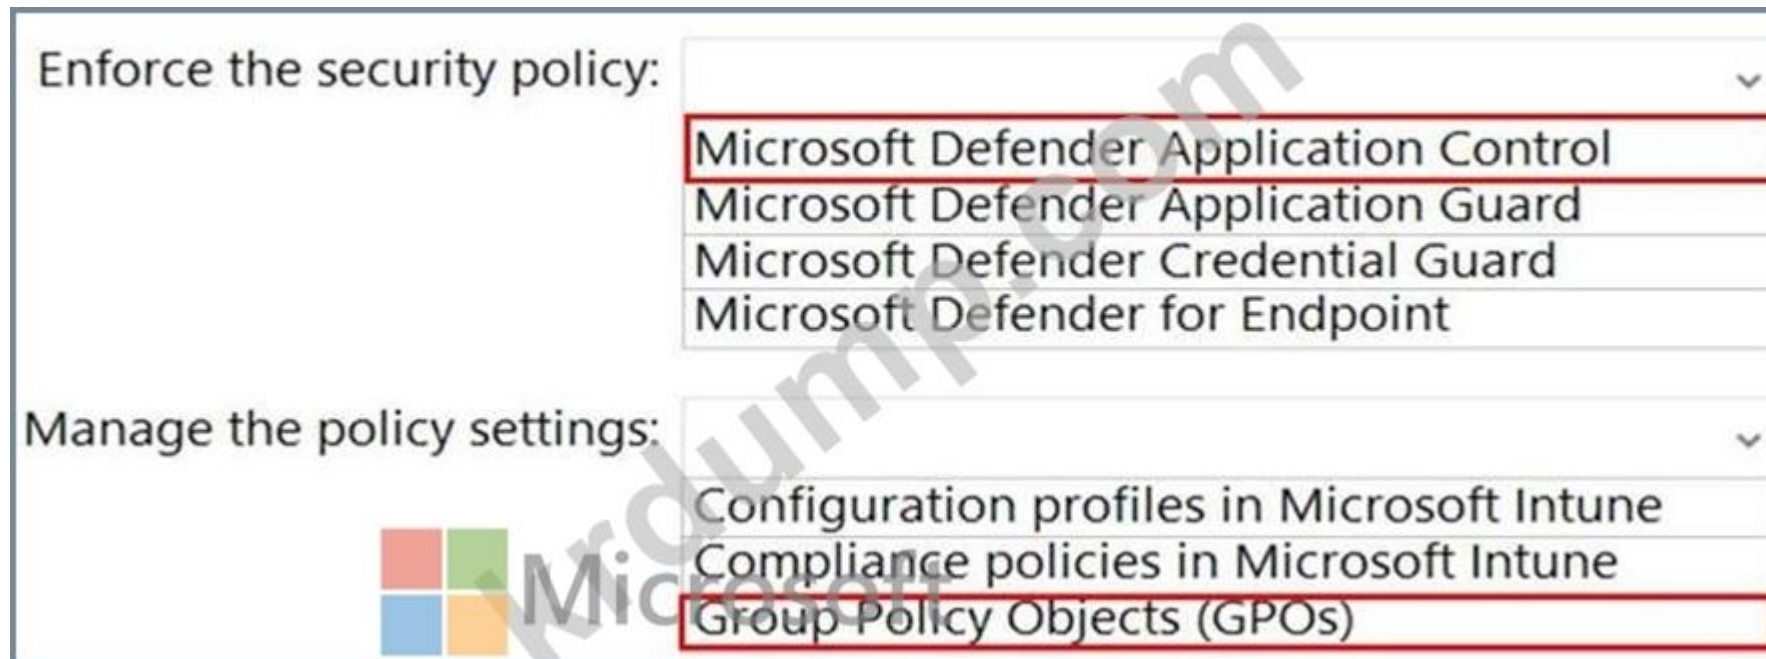 Enforce the security policy:
Microsoft Defender Application Control
Microsoft Defender Application Guard
Microsoft Defender Credential Guard
Microsoft Defender for Endpoint
Manage the policy settings:
Configuration profiles in Microsoft Intune
Compliance policies in Microsoft Intune
Group Policy Objects (GPOs)
Microsoft
krdump.com